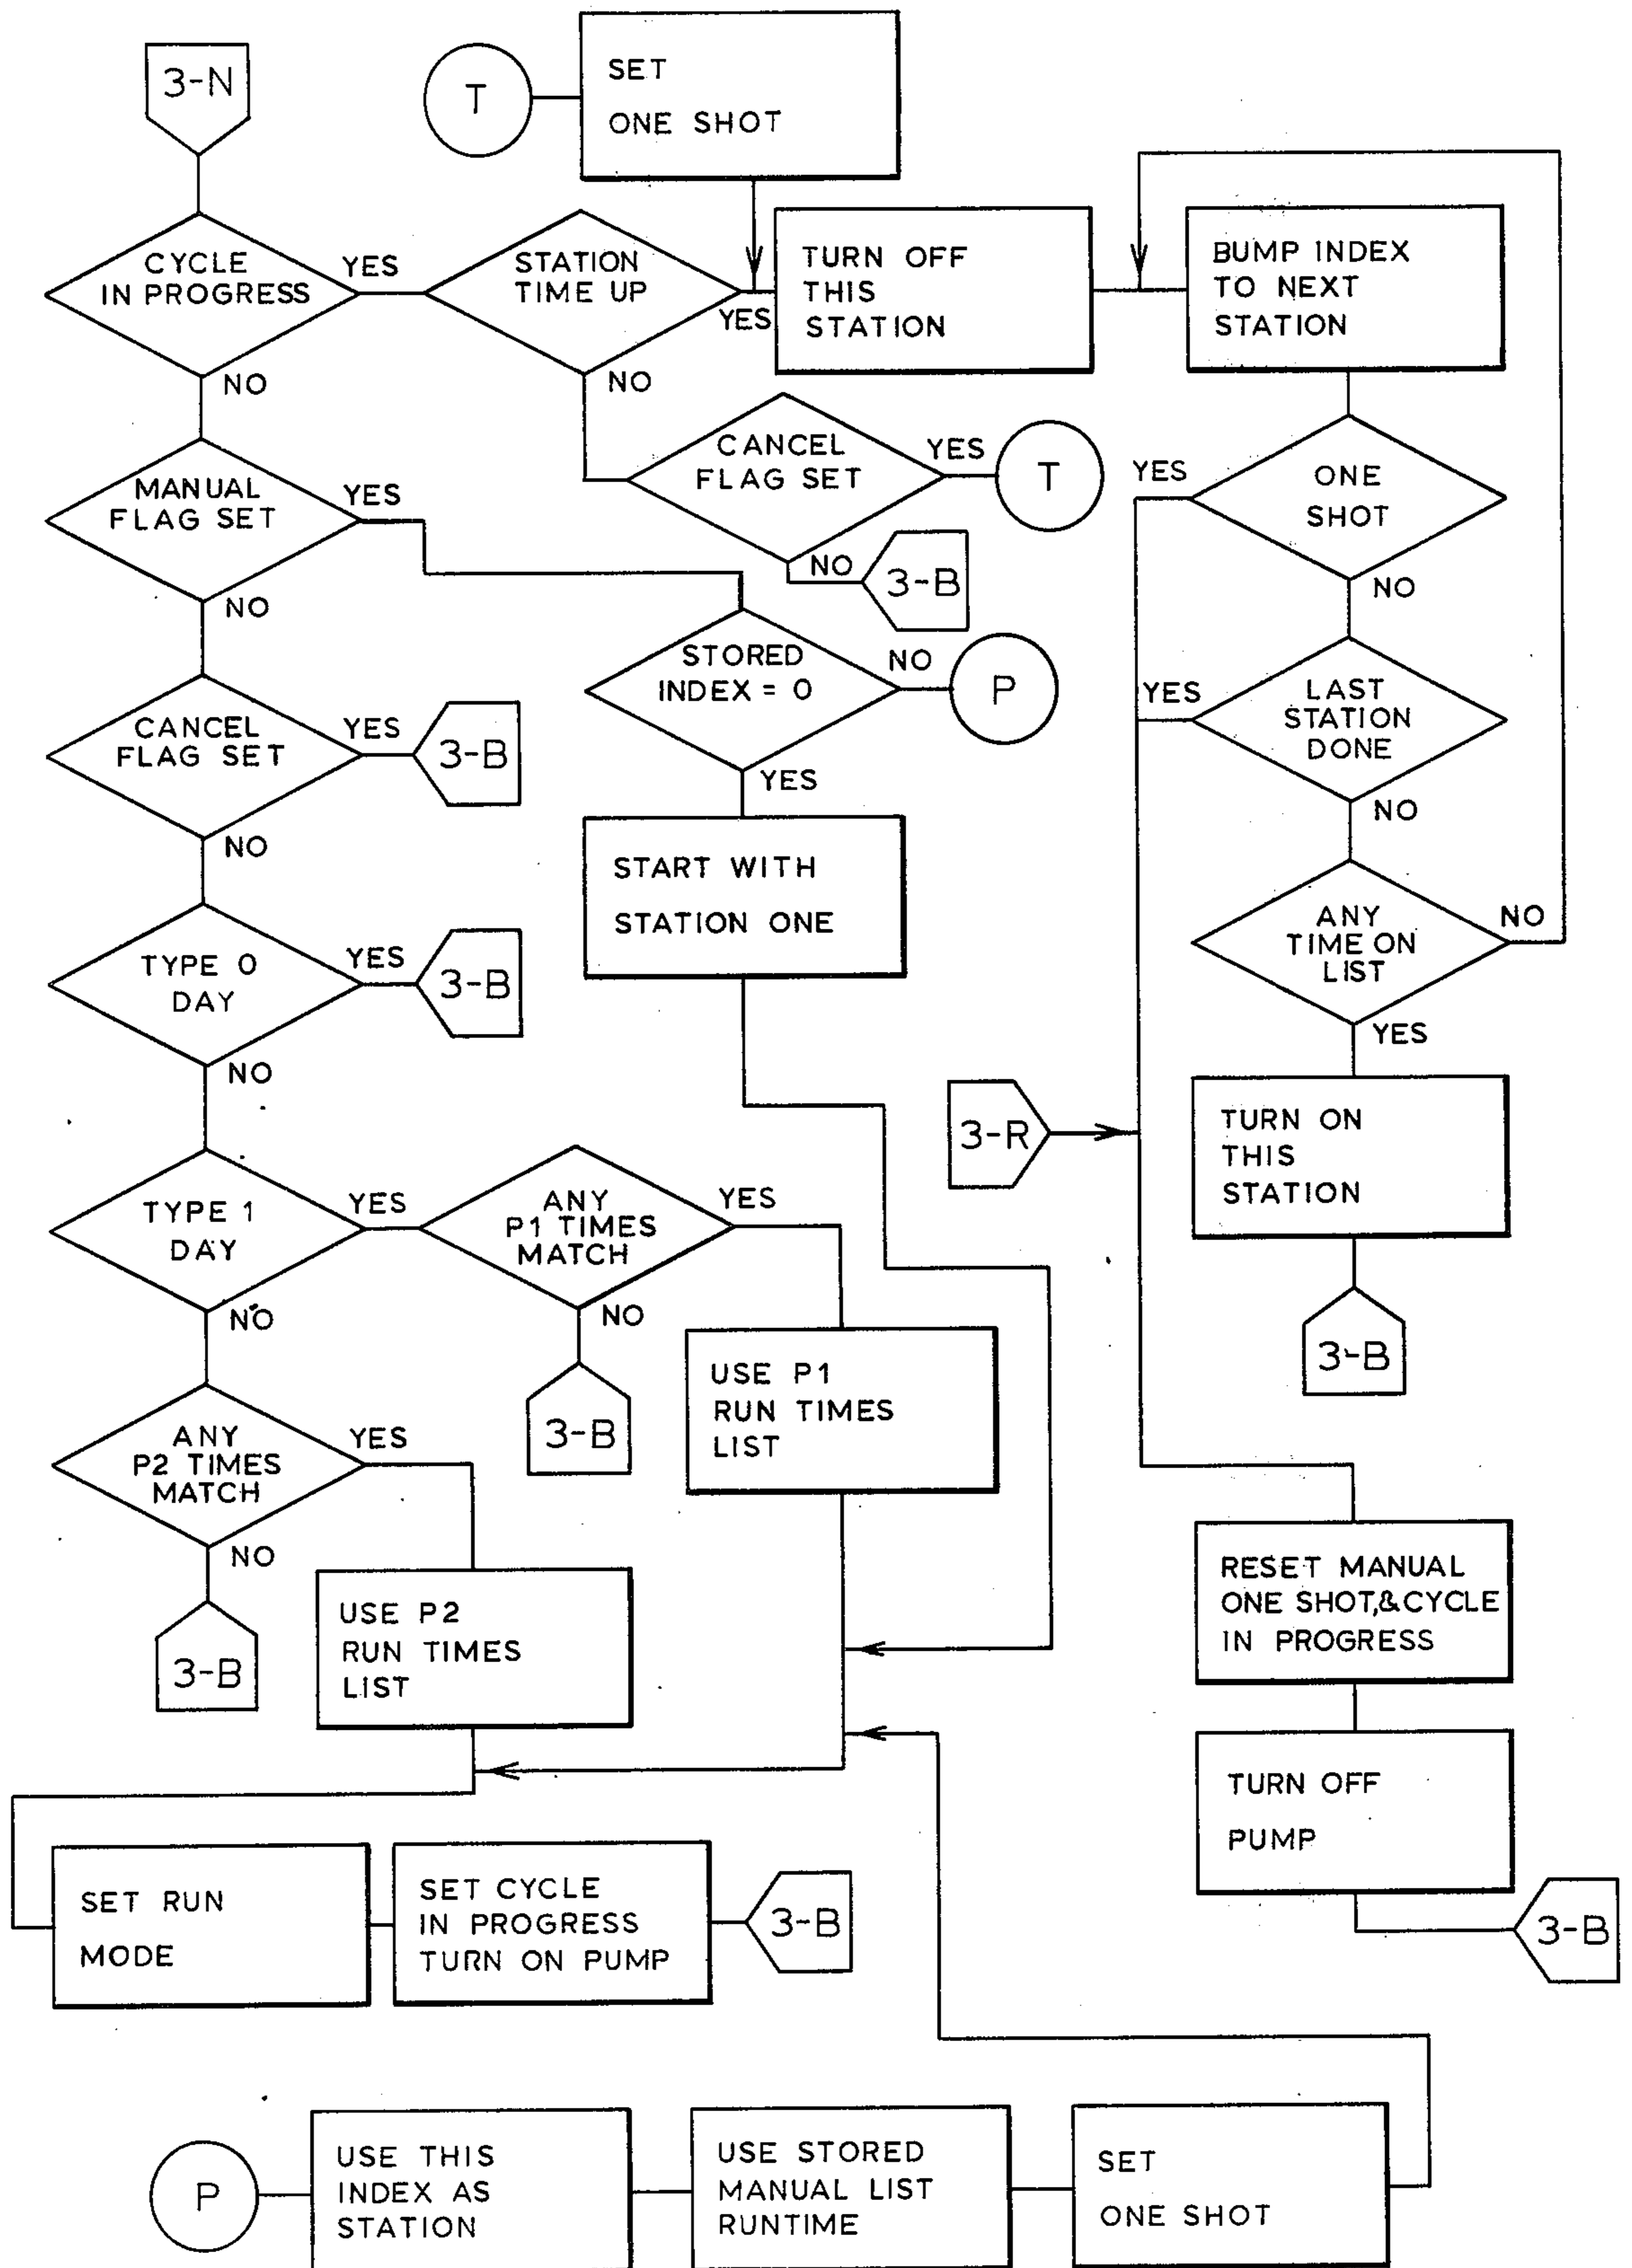 3-N
T
SET
ONE SHOT
CYCLE
IN PROGRESS
YES
NO
STATION
TIME UP
YES
NO
TURN OFF
THIS
STATION
BUMP INDEX
TO NEXT
STATION
MANUAL
FLAG SET
YES
NO
CANCEL
FLAG SET
YES
T
NO
3-B
YES
ONE
SHOT
NO
STORED
INDEX = 0
NO
P
YES
YES
LAST
STATION
DONE
NO
CANCEL
FLAG SET
YES
3-B
NO
START WITH
STATION ONE
ANY
TIME ON
LIST
NO
YES
TYPE 0
DAY
YES
3-B
NO
3-R
TURN ON
THIS
STATION
3-B
TYPE 1
DAY
YES
NO
ANY
P1 TIMES
MATCH
YES
NO
3-B
USE P1
RUN TIMES
LIST
ANY
P2 TIMES
MATCH
YES
NO
3-B
USE P2
RUN TIMES
LIST
RESET MANUAL
ONE SHOT,&CYCLE
IN PROGRESS
TURN OFF
PUMP
3-B
SET RUN
MODE
SET CYCLE
IN PROGRESS
TURN ON PUMP
3-B
P
USE THIS
INDEX AS
STATION
USE STORED
MANUAL LIST
RUNTIME
SET
ONE SHOT